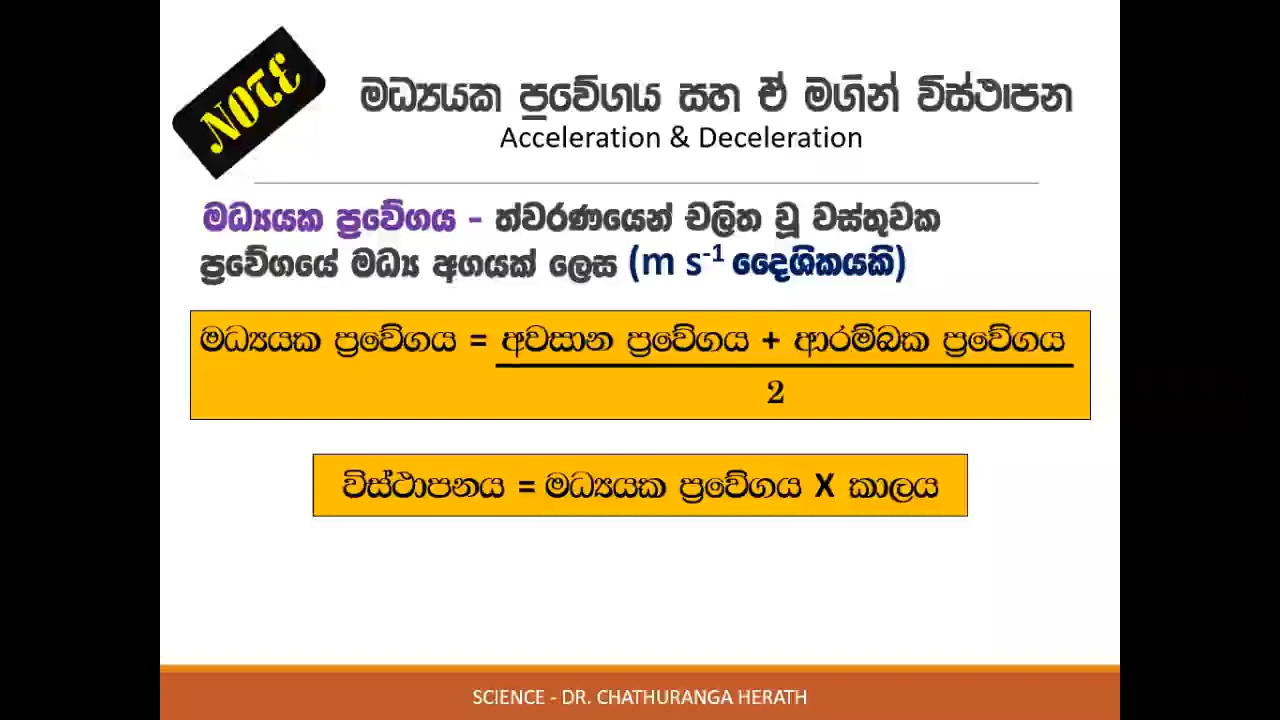 NOTE
මධ්‍යයක ප්‍රවේගය සහ ඒ මගින් විස්ථාපන
Acceleration & Deceleration
මධ්‍යයක ප්‍රවේගය - ත්වරණයෙන් චලිත වූ වස්තුවක
ප්‍රවේගයේ මධ්‍ය අගයක් ලෙස (m s⁻¹ දෛශිකයකි)
මධ්‍යයක ප්‍රවේගය = අවසාන ප්‍රවේගය + ආරම්බක ප්‍රවේගය
2
විස්ථාපනය = මධ්‍යයක ප්‍රවේගය X කාලය
SCIENCE - DR. CHATHURANGA HERATH